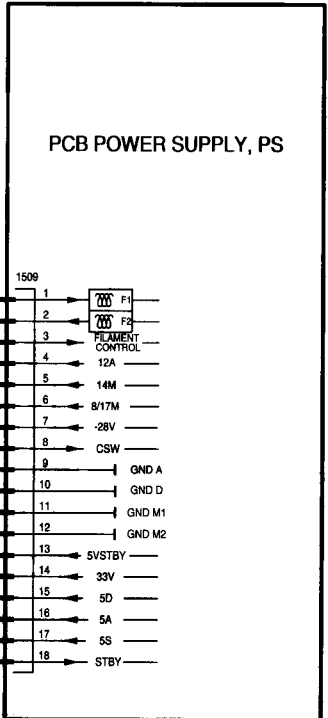 PCB POWER SUPPLY, PS
1509
1 F1
2 F2
3 FILAMENT CONTROL
4 12A
5 14M
6 8/17M
7 -28V
8 CSW
9 GND A
10 GND D
11 GND M1
12 GND M2
13 5VSTBY
14 33V
15 5D
16 5A
17 5S
18 STBY